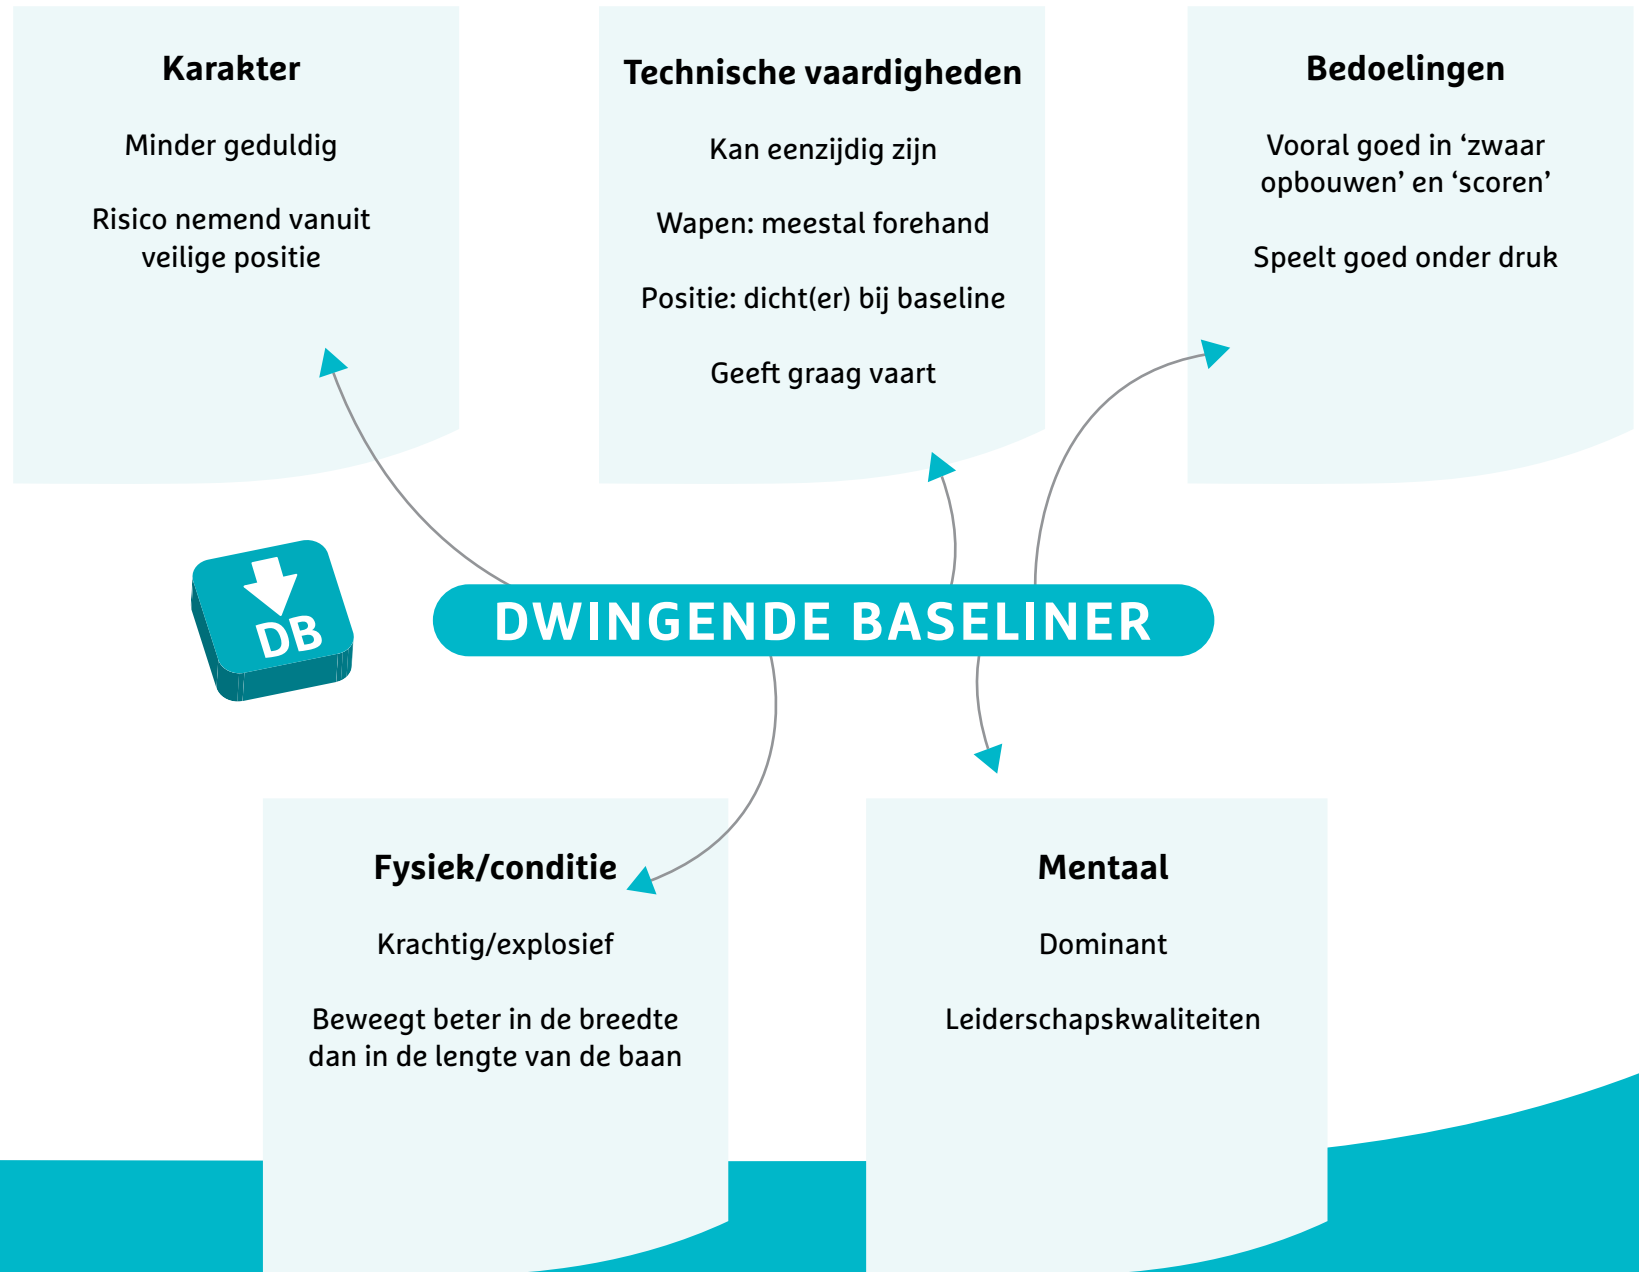 Karakter
Minder geduldig
Risico nemend vanuit
veilige positie
Technische vaardigheden
Kan eenzijdig zijn
Wapen: meestal forehand
Positie: dicht(er) bij baseline
Geeft graag vaart
Bedoelingen
Vooral goed in ‘zwaar
opbouwen’ en ‘scoren’
Speelt goed onder druk
DB
DWINGENDE BASELINER
Fysiek/conditie
Krachtig/explosief
Beweegt beter in de breedte
dan in de lengte van de baan
Mentaal
Dominant
Leiderschapskwaliteiten